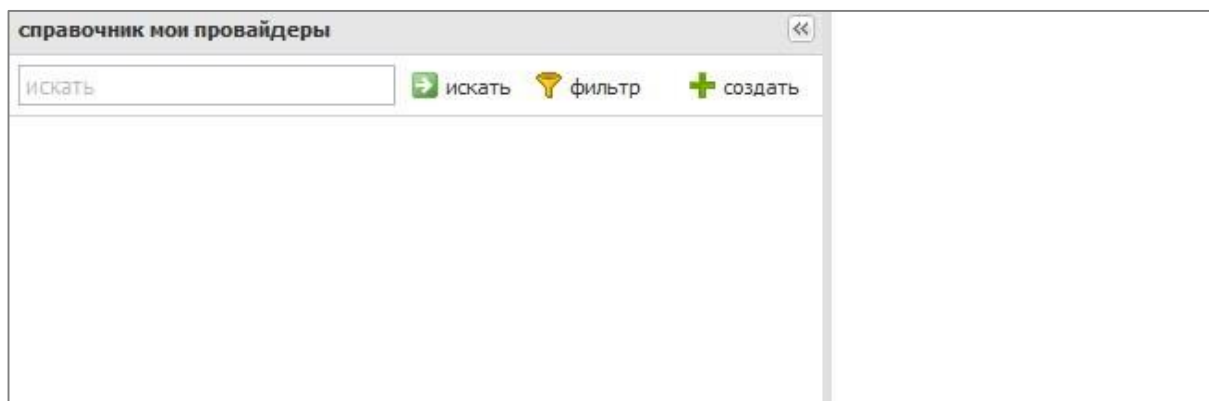 справочник мои провайдеры
искать искать фильтр создать